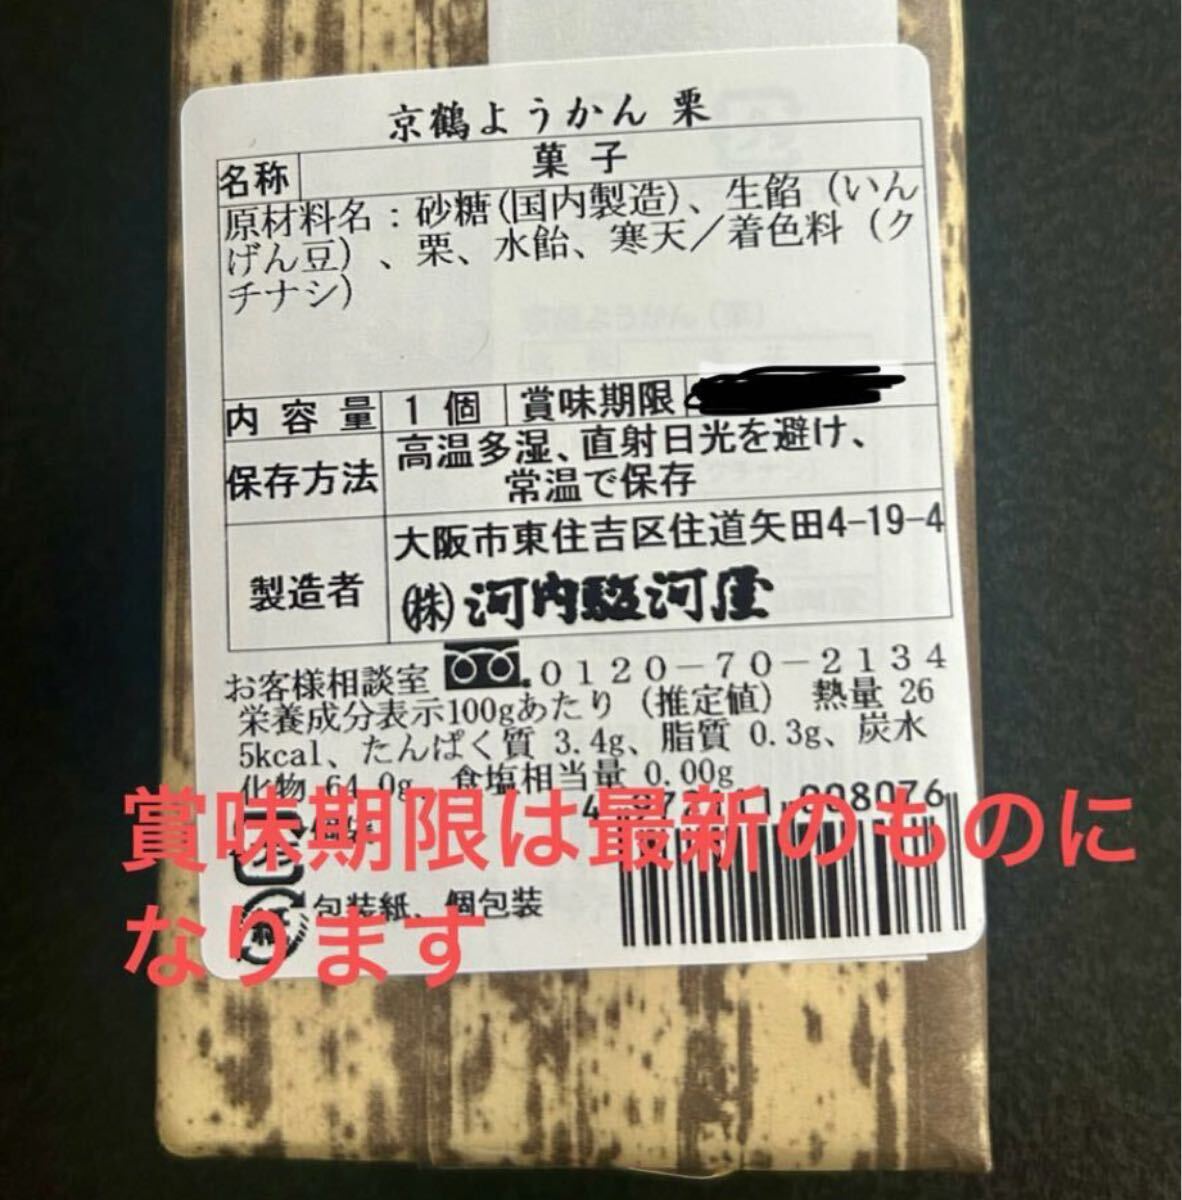 京鶴ようかん 栗
名称 菓子
原材料名：砂糖(国内製造)、生餡（いん
げん豆）、栗、水飴、寒天／着色料（ク
チナシ）
内容量 1個 賞味期限
保存方法 高温多湿、直射日光を避け、
常温で保存
製造者 大阪市東住吉区住道矢田4-19-4
㈱河内駿河屋
お客様相談室 0120-70-2134
栄養成分表示100gあたり（推定値） 熱量 26
5kcal、たんぱく質 3.4g、脂質 0.3g、炭水
化物 64.0g、食塩相当量 0.00g
008076
賞味期限は最新のものに
なります
紙 包装紙、個包装